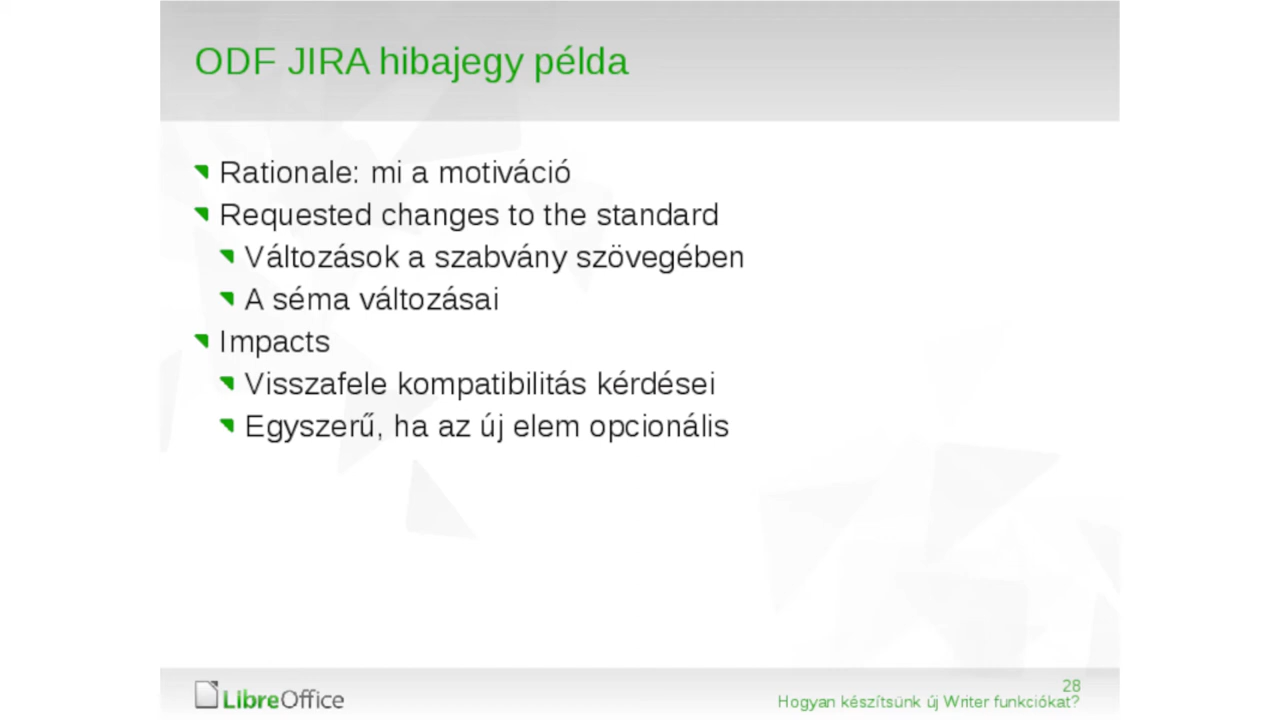 ODF JIRA hibajegy példa
Rationale: mi a motiváció
Requested changes to the standard
Változások a szabvány szövegében
A séma változásai
Impacts
Visszafele kompatibilitás kérdései
Egyszerű, ha az új elem opcionális
LibreOffice
28
Hogyan készítsünk új Writer funkciókat?